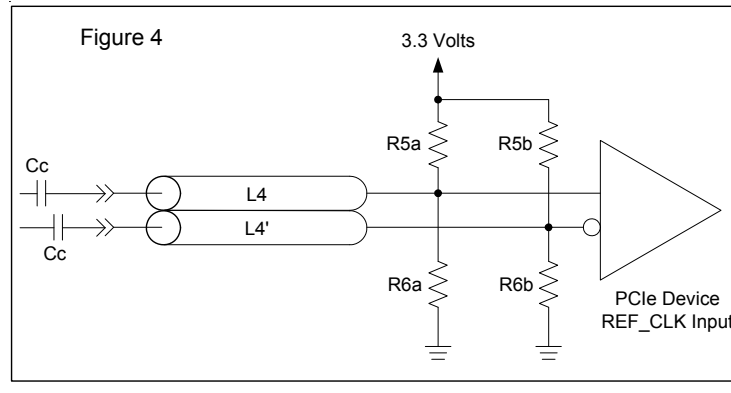 Figure 4
3.3 Volts
R5a
R5b
Cc
L4
L4'
Cc
R6a
R6b
PCIe Device
REF_CLK Input